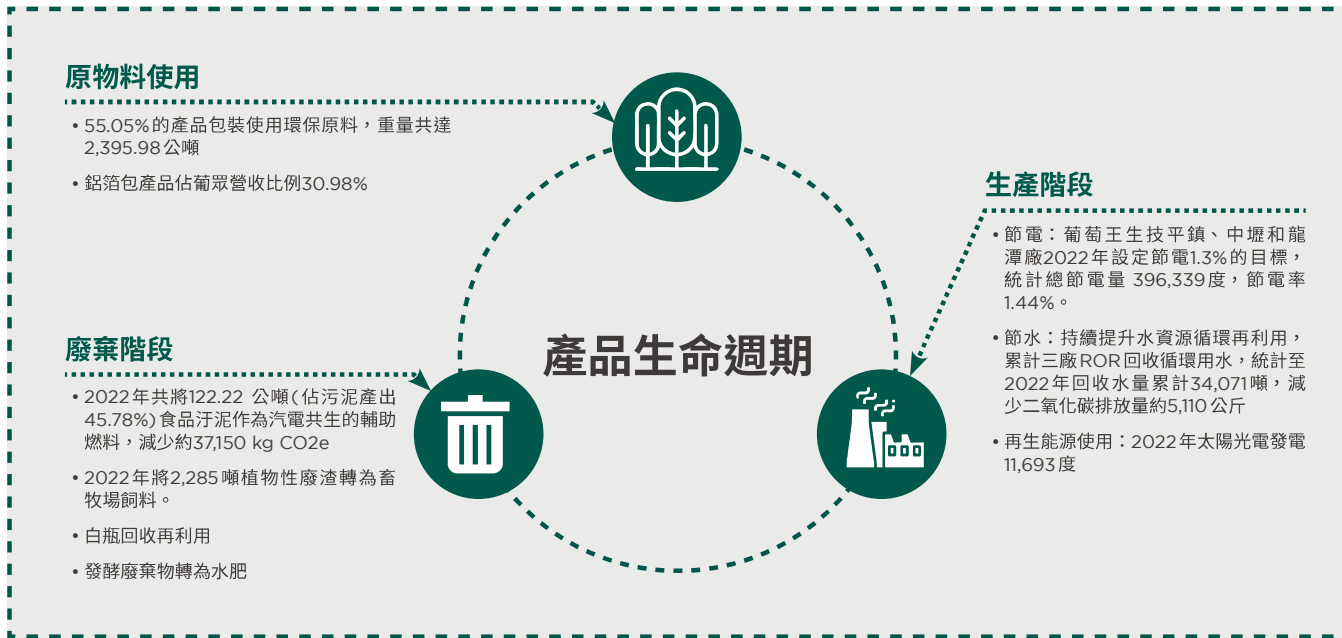 原物料使用
• 55.05%的產品包裝使用環保原料，重量共達
2,395.98公噸
• 鋁箔包產品佔葡眾營收比例30.98%
生產階段
• 節電：葡萄王生技平鎮、中壢和龍
潭廠2022年設定節電1.3%的目標，
統計總節電量 396,339度，節電率
1.44%。
• 節水：持續提升水資源循環再利用，
累計三廠ROR回收循環用水，統計至
2022年回收水量累計34,071噸，減
少二氧化碳排放量約5,110公斤
• 再生能源使用：2022年太陽光電發電
11,693度
產品生命週期
廢棄階段
• 2022年共將122.22 公噸(佔污泥產出
45.78%)食品汙泥作為汽電共生的輔助
燃料，減少約37,150 kg CO2e
• 2022年將2,285噸植物性廢渣轉為畜
牧場飼料。
• 白瓶回收再利用
• 發酵廢棄物轉為水肥